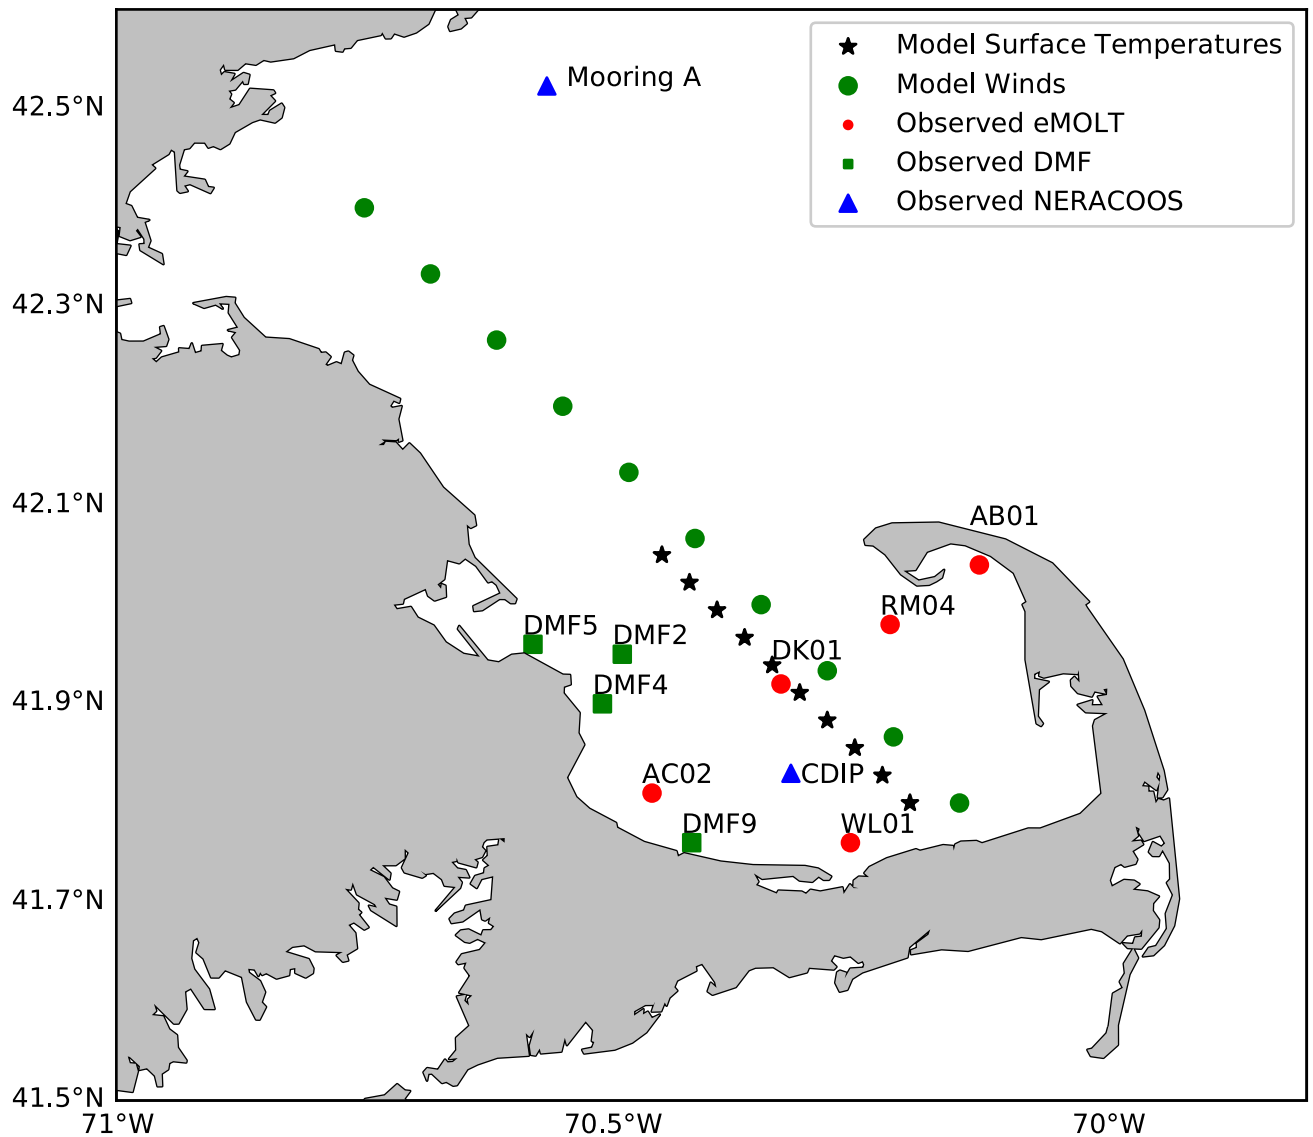 Model Surface Temperatures
Mooring A
Model Winds
42.5°N
Observed eMOLT
Observed DMF
Observed NERACOOS
42.3°N
42.1°N
AB01
RM04
DMF5
DMF2
DK01
DMF4
41.9°N
AC02
CDIP
DMF9
WL01
41.7°N
41.5°N
71°W
70.5°W
70°W